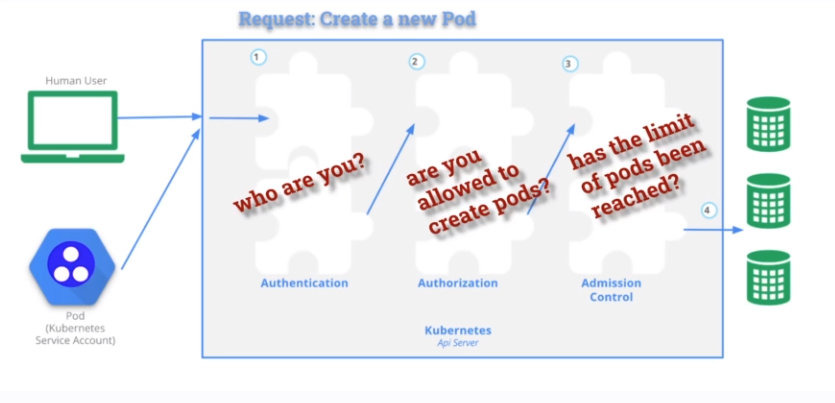 Request: Create a new Pod
1
2
3
Human User
who are you?
are you
allowed to
create pods?
has the limit
of pods been
reached?
4
Authentication
Authorization
Admission
Control
Pod
(Kubernetes
Service Account)
Kubernetes
Api Server